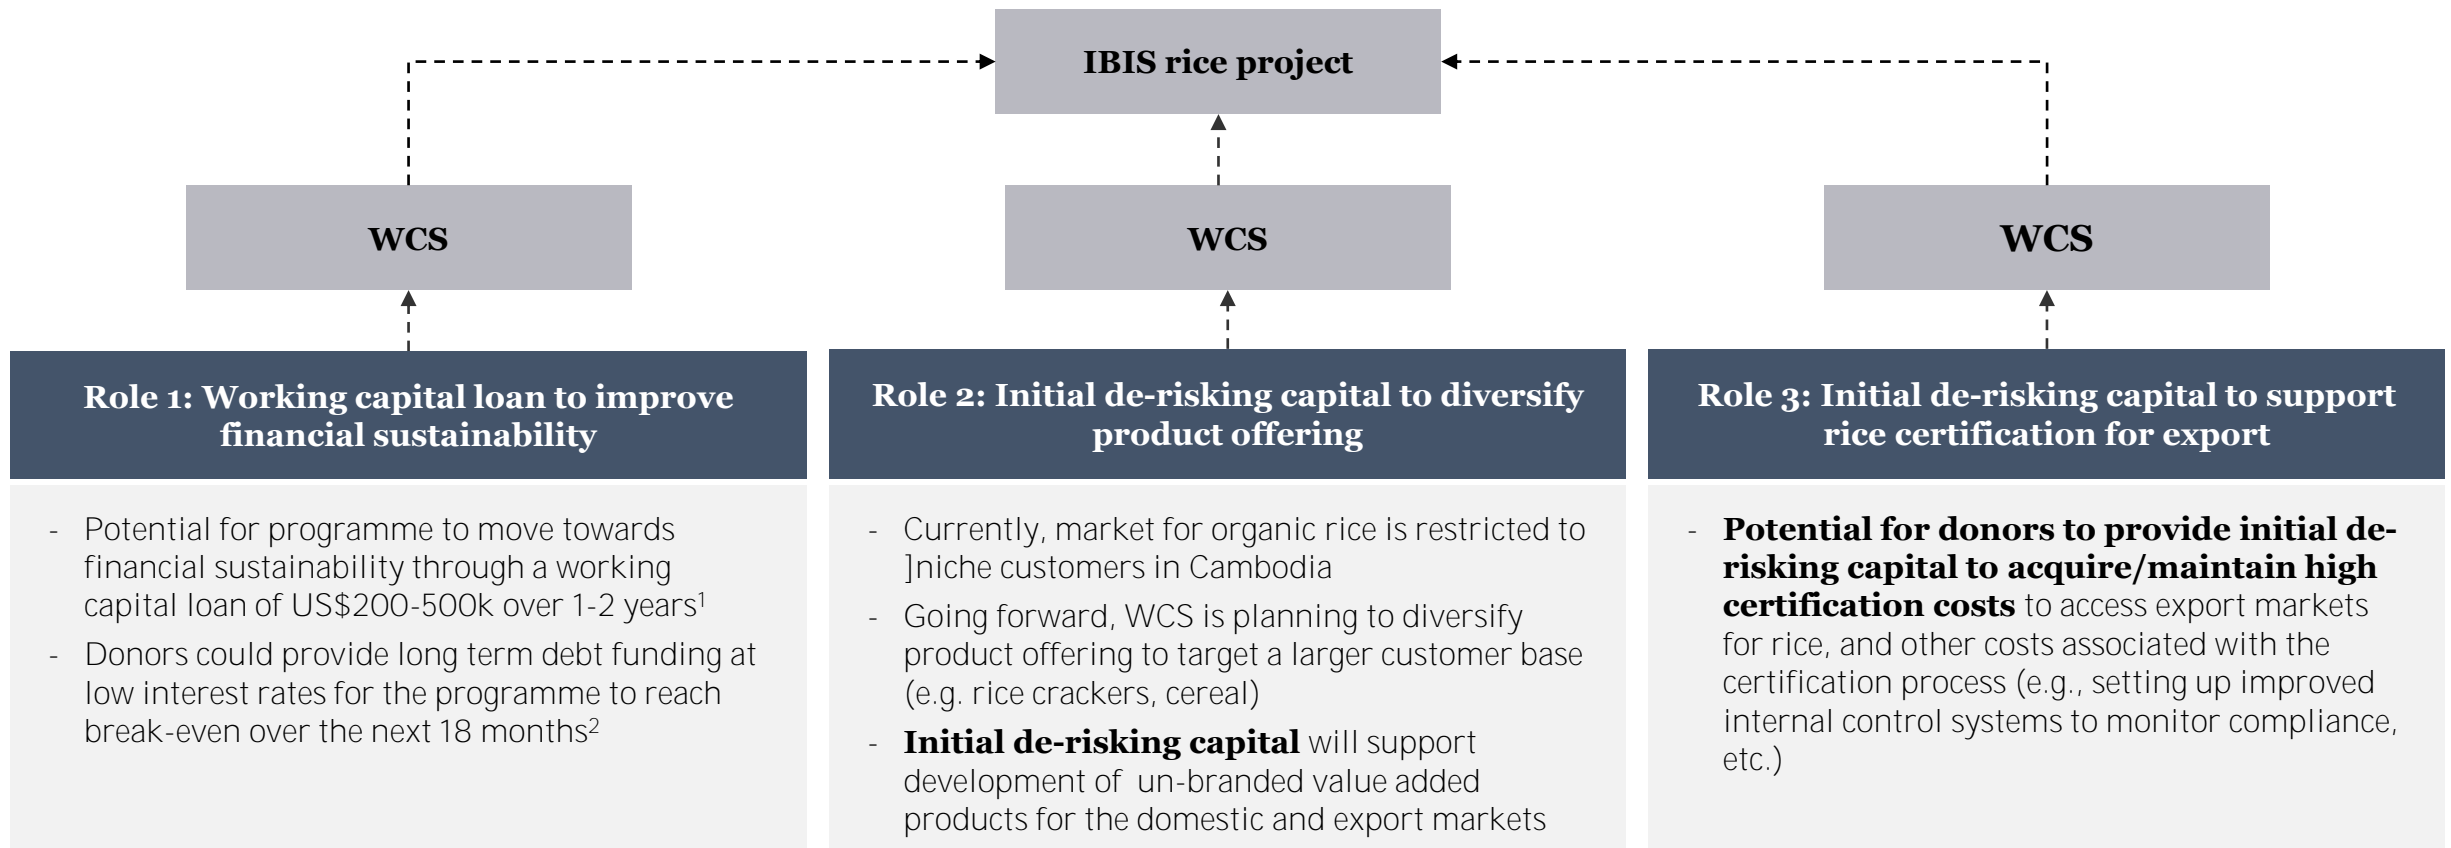 IBIS rice project
WCS
WCS
WCS
Role 1: Working capital loan to improve
financial sustainability
- Potential for programme to move towards
financial sustainability through a working
capital loan of US$200-500k over 1-2 years¹
- Donors could provide long term debt funding at
low interest rates for the programme to reach
break-even over the next 18 months²
Role 2: Initial de-risking capital to diversify
product offering
- Currently, market for organic rice is restricted to
]niche customers in Cambodia
- Going forward, WCS is planning to diversify
product offering to target a larger customer base
(e.g. rice crackers, cereal)
- Initial de-risking capital will support
development of un-branded value added
products for the domestic and export markets
Role 3: Initial de-risking capital to support
rice certification for export
- Potential for donors to provide initial de-
risking capital to acquire/maintain high
certification costs to access export markets
for rice, and other costs associated with the
certification process (e.g., setting up improved
internal control systems to monitor compliance,
etc.)